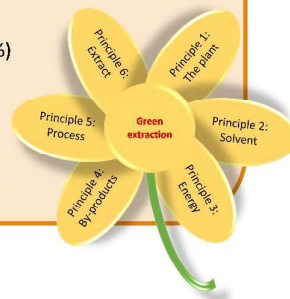 %)
Principle 1:
The plant
Principle 2:
Solvent
Principle 3:
Energy
Principle 4:
By-products
Principle 5:
Process
Principle 6:
Extract
Green
extraction